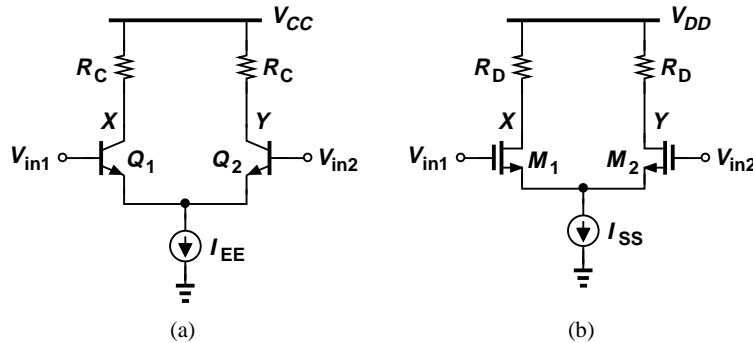 V_CC
R_C R_C
X Y
V_in1 Q_1 Q_2 V_in2
I_EE
(a)
V_DD
R_D R_D
X Y
V_in1 M_1 M_2 V_in2
I_SS
(b)